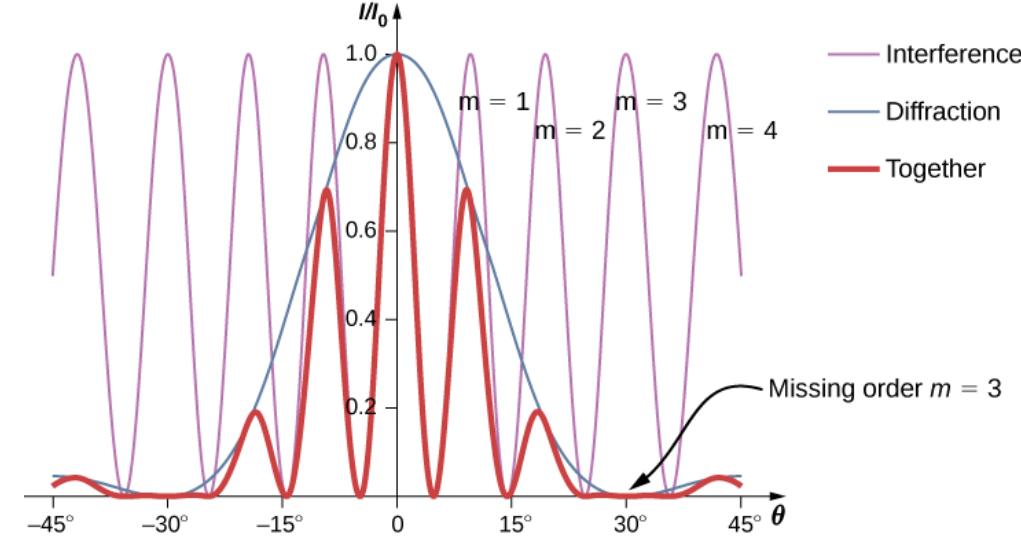 I/I0
1.0
0.8
0.6
0.4
0.2
m = 1
m = 2
m = 3
m = 4
Interference
Diffraction
Together
Missing order m = 3
–45° –30° –15° 0 15° 30° 45° θ